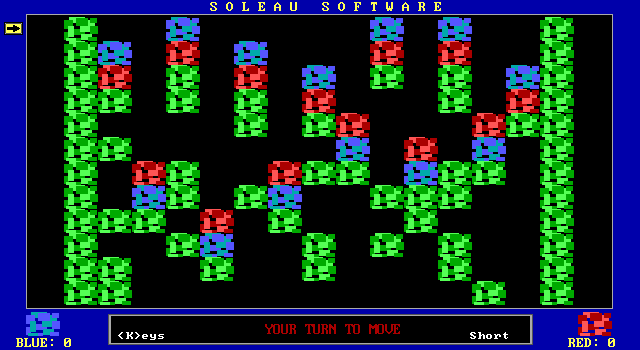 SOLEAU SOFTWARE
YOUR TURN TO MOVE
<K>eys
Short
BLUE: 0
RED: 0